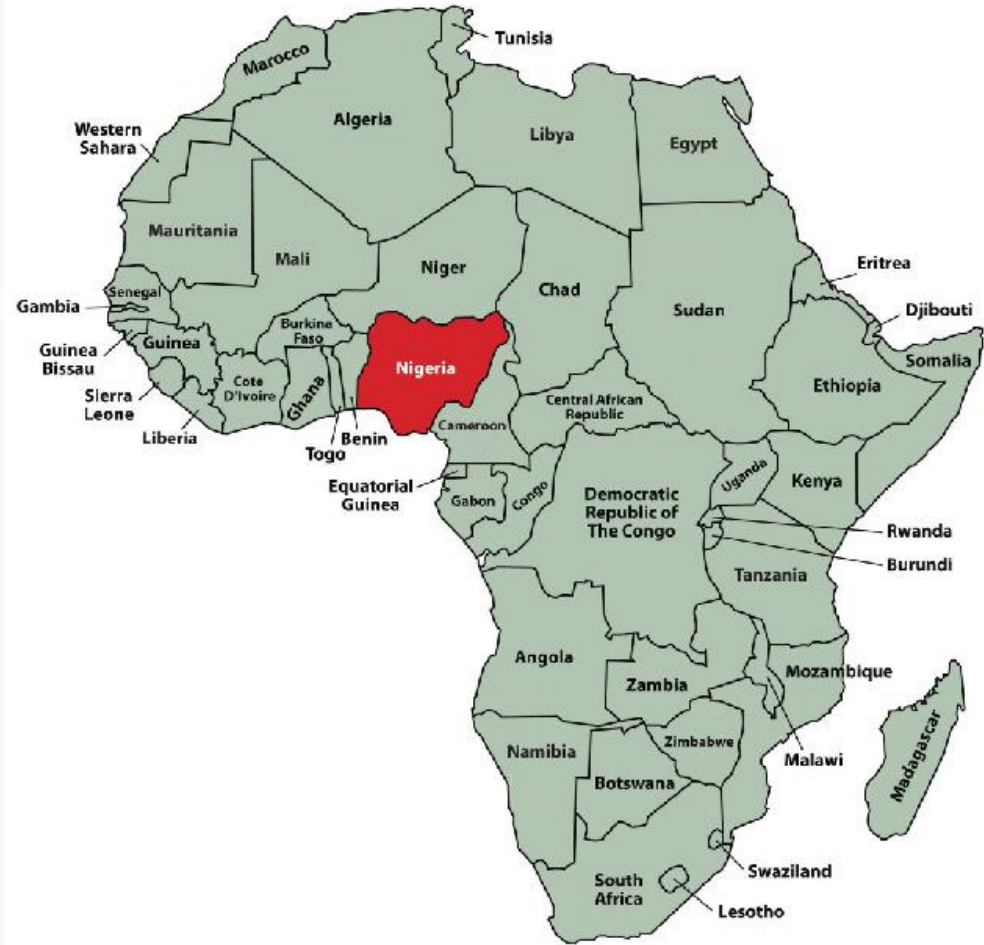 Tunisia
Marocco
Algeria
Libya
Egypt
Western
Sahara
Mauritania
Mali
Niger
Chad
Sudan
Eritrea
Djibouti
Senegal
Gambia
Guinea
Bissau
Guinea
Burkina
Faso
Sierra
Leone
Liberia
Cote
D'Ivoire
Ghana
Togo
Benin
Nigeria
Cameroon
Central African
Republic
Ethiopia
Somalia
Equatorial
Guinea
Gabon
Congo
Democratic
Republic of
The Congo
Uganda
Kenya
Rwanda
Burundi
Tanzania
Angola
Zambia
Mozambique
Malawi
Namibia
Zimbabwe
Botswana
Madagascar
South
Africa
Swaziland
Lesotho